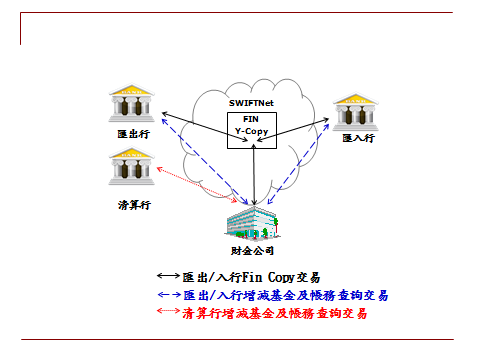 SWIFTNet
FIN
Y-Copy
匯出行
匯入行
清算行
財金公司
匯出/入行Fin Copy交易
匯出/入行增減基金及帳務查詢交易
清算行增減基金及帳務查詢交易